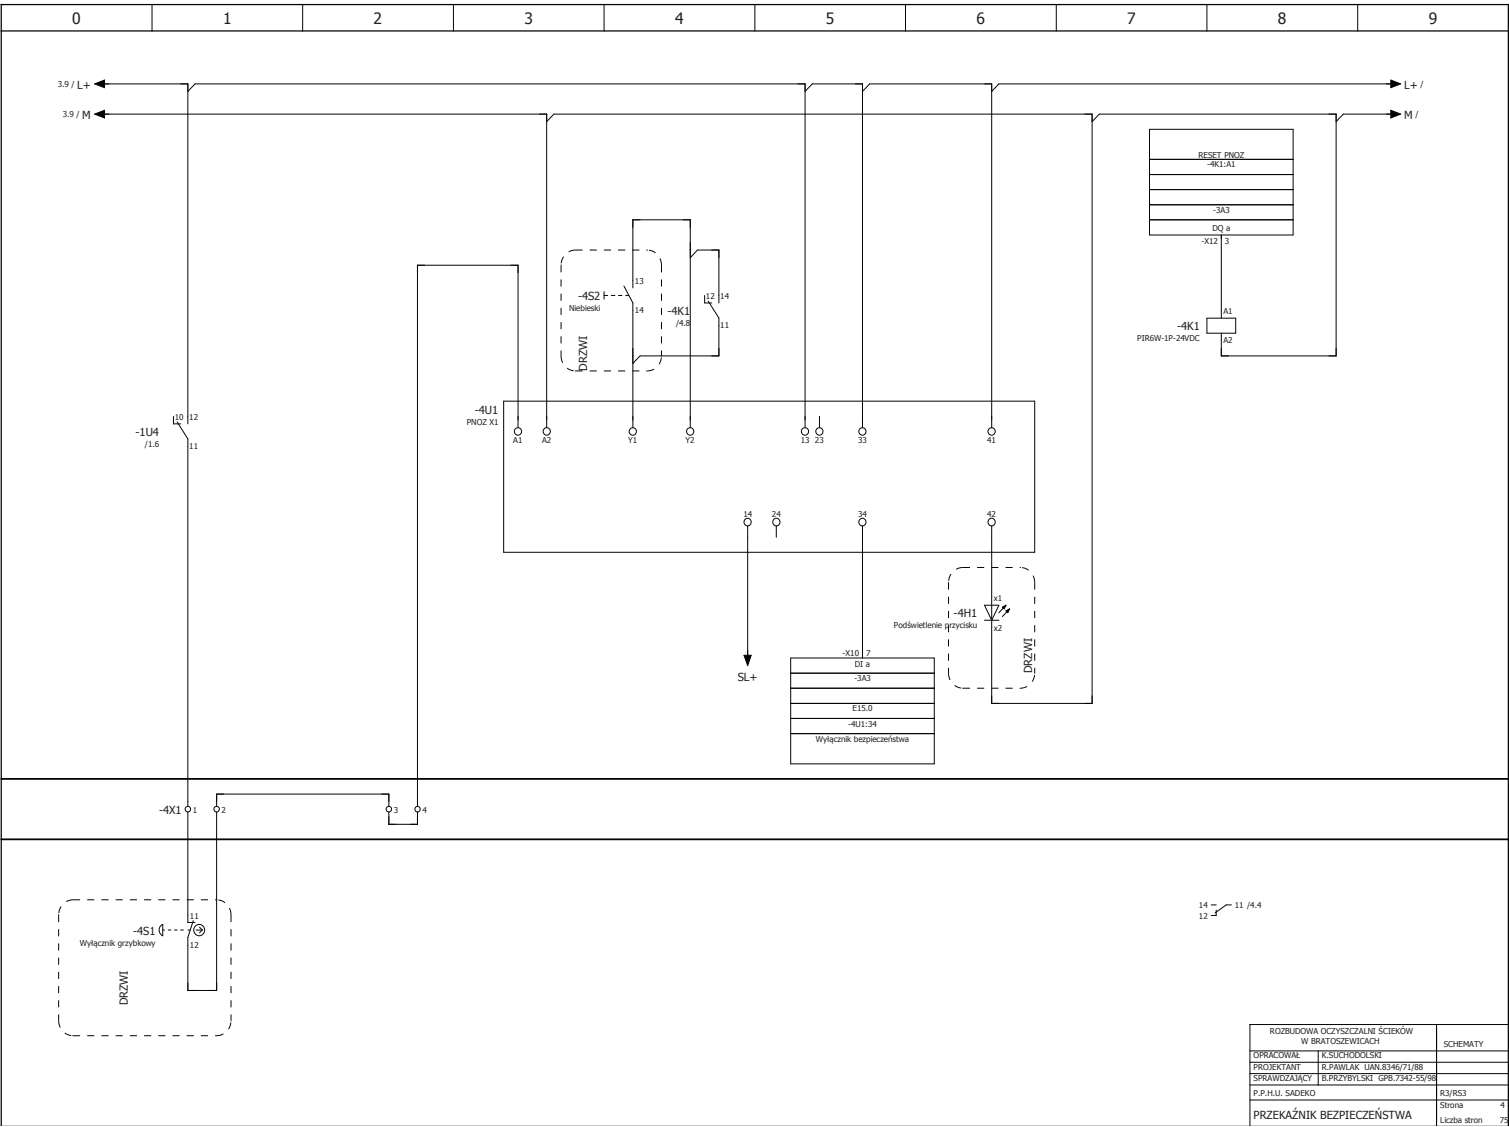 0 1 2 3 4 5 6 7 8 9
3.9 / L+
L+ /
3.9 / M
M /
RESET PNOZ
-4K1:A1
-3A3
DQ a
-X12 3
13
-4S2
Niebieski
14
DRZWI
12 14
-4K1
/4.8
11
A1
-4K1
PIR6W-1P-24VDC
A2
10 12
-1U4
/1.6
11
-4U1
PNOZ X1
A1 A2 Y1 Y2 13 23 33 41
14 24 34 42
x1
-4H1
Podświetlenie przycisku
x2
DRZWI
SL+
-X10 7
DI a
-3A3
E15.0
-4U1:34
Wyłącznik bezpieczeństwa
-4X1 1 2 3 4
11
-4S1
Wyłącznik grzybkowy
12
DRZWI
14 11 /4.4
12
ROZBUDOWA OCZYSZCZALNI ŚCIEKÓW
W BRATOSZEWICACH
SCHEMATY
OPRACOWAŁ K.SUCHODOLSKI
PROJEKTANT R.PAWLAK UAN.8346/71/88
SPRAWDZAJĄCY B.PRZYBYLSKI GPB.7342-55/98
P.P.H.U. SADEKO R3/RS3
PRZEKAŹNIK BEZPIECZEŃSTWA
Strona 4
Liczba stron 75